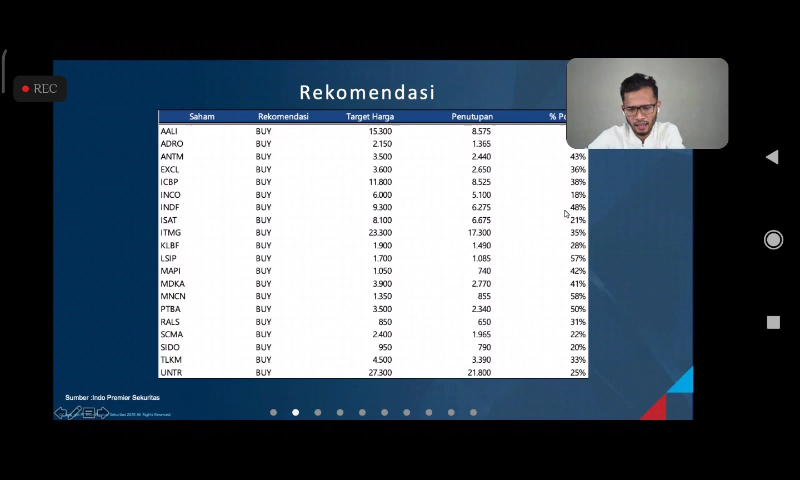 REC
Rekomendasi
Saham Rekomendasi Target Harga Penutupan %
AALI BUY 15.300 8.575
ADRO BUY 2.150 1.365
ANTM BUY 3.500 2.440 43%
EXCL BUY 3.600 2.650 36%
ICBP BUY 11.800 8.525 38%
INCO BUY 6.000 5.100 18%
INDF BUY 9.300 6.275 48%
ISAT BUY 8.100 6.675 21%
ITMG BUY 23.300 17.300 35%
KLBF BUY 1.900 1.490 28%
LSIP BUY 1.700 1.085 57%
MAPI BUY 1.050 740 42%
MDKA BUY 3.900 2.770 41%
MNCN BUY 1.350 855 58%
PTBA BUY 3.500 2.340 50%
RALS BUY 850 650 31%
SCMA BUY 2.400 1.965 22%
SIDO BUY 950 790 20%
TLKM BUY 4.500 3.390 33%
UNTR BUY 27.300 21.800 25%
Sumber :Indo Premier Sekuritas
Sekuritas 2019 All Rights Reserved